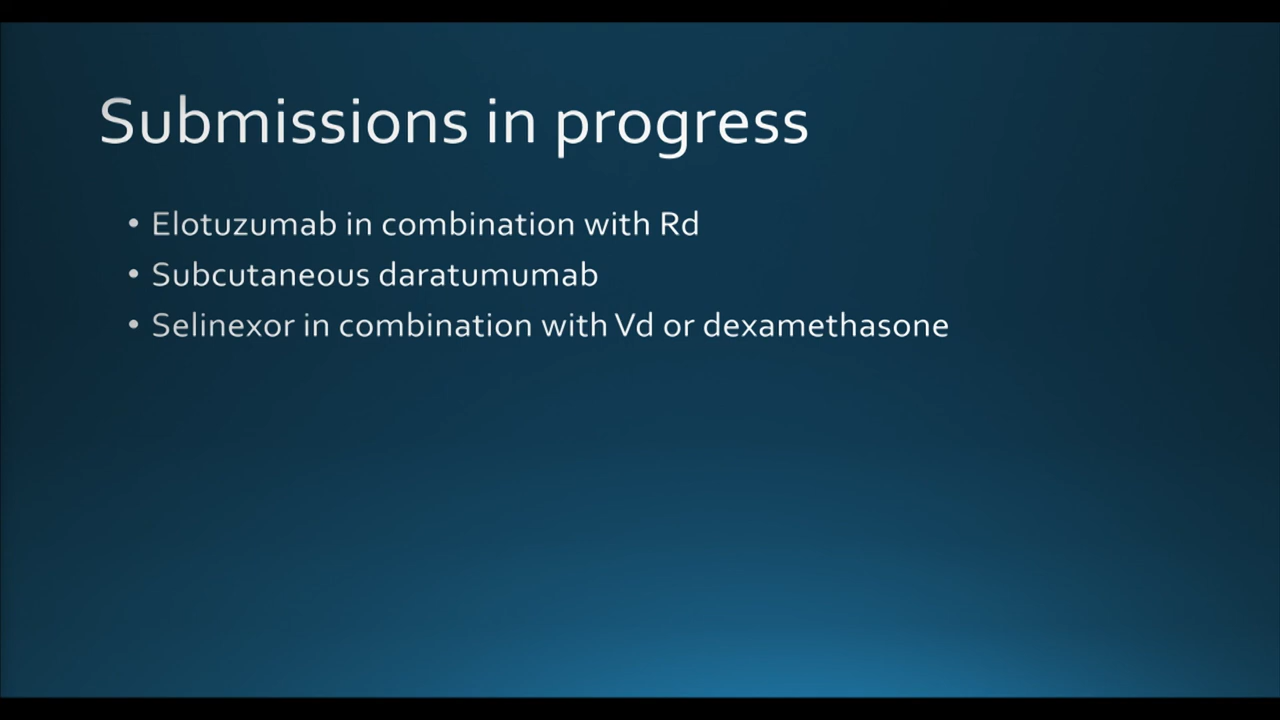 Submissions in progress
• Elotuzumab in combination with Rd
• Subcutaneous daratumumab
• Selinexor in combination with Vd or dexamethasone